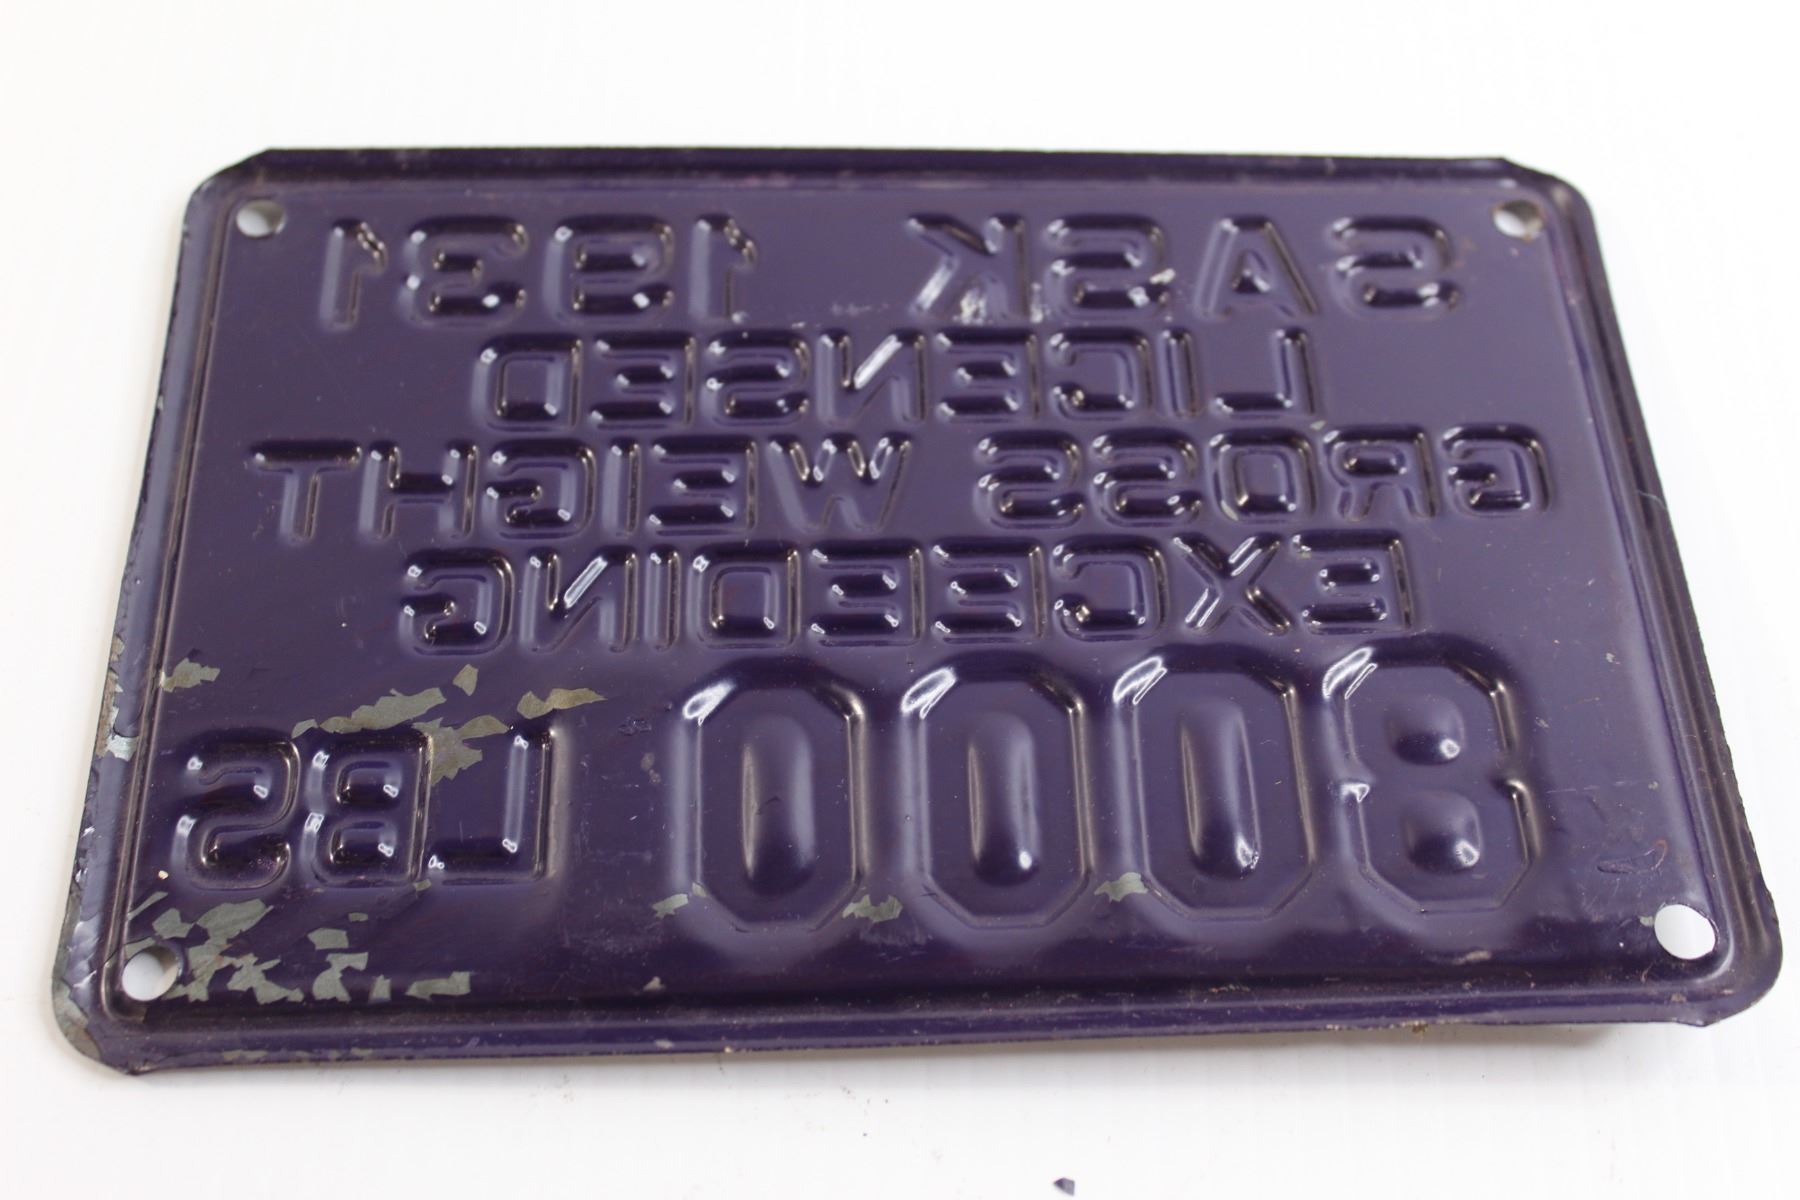 SASK 1931
LICENSED
GROSS WEIGHT
EXCEEDING
8000 LBS